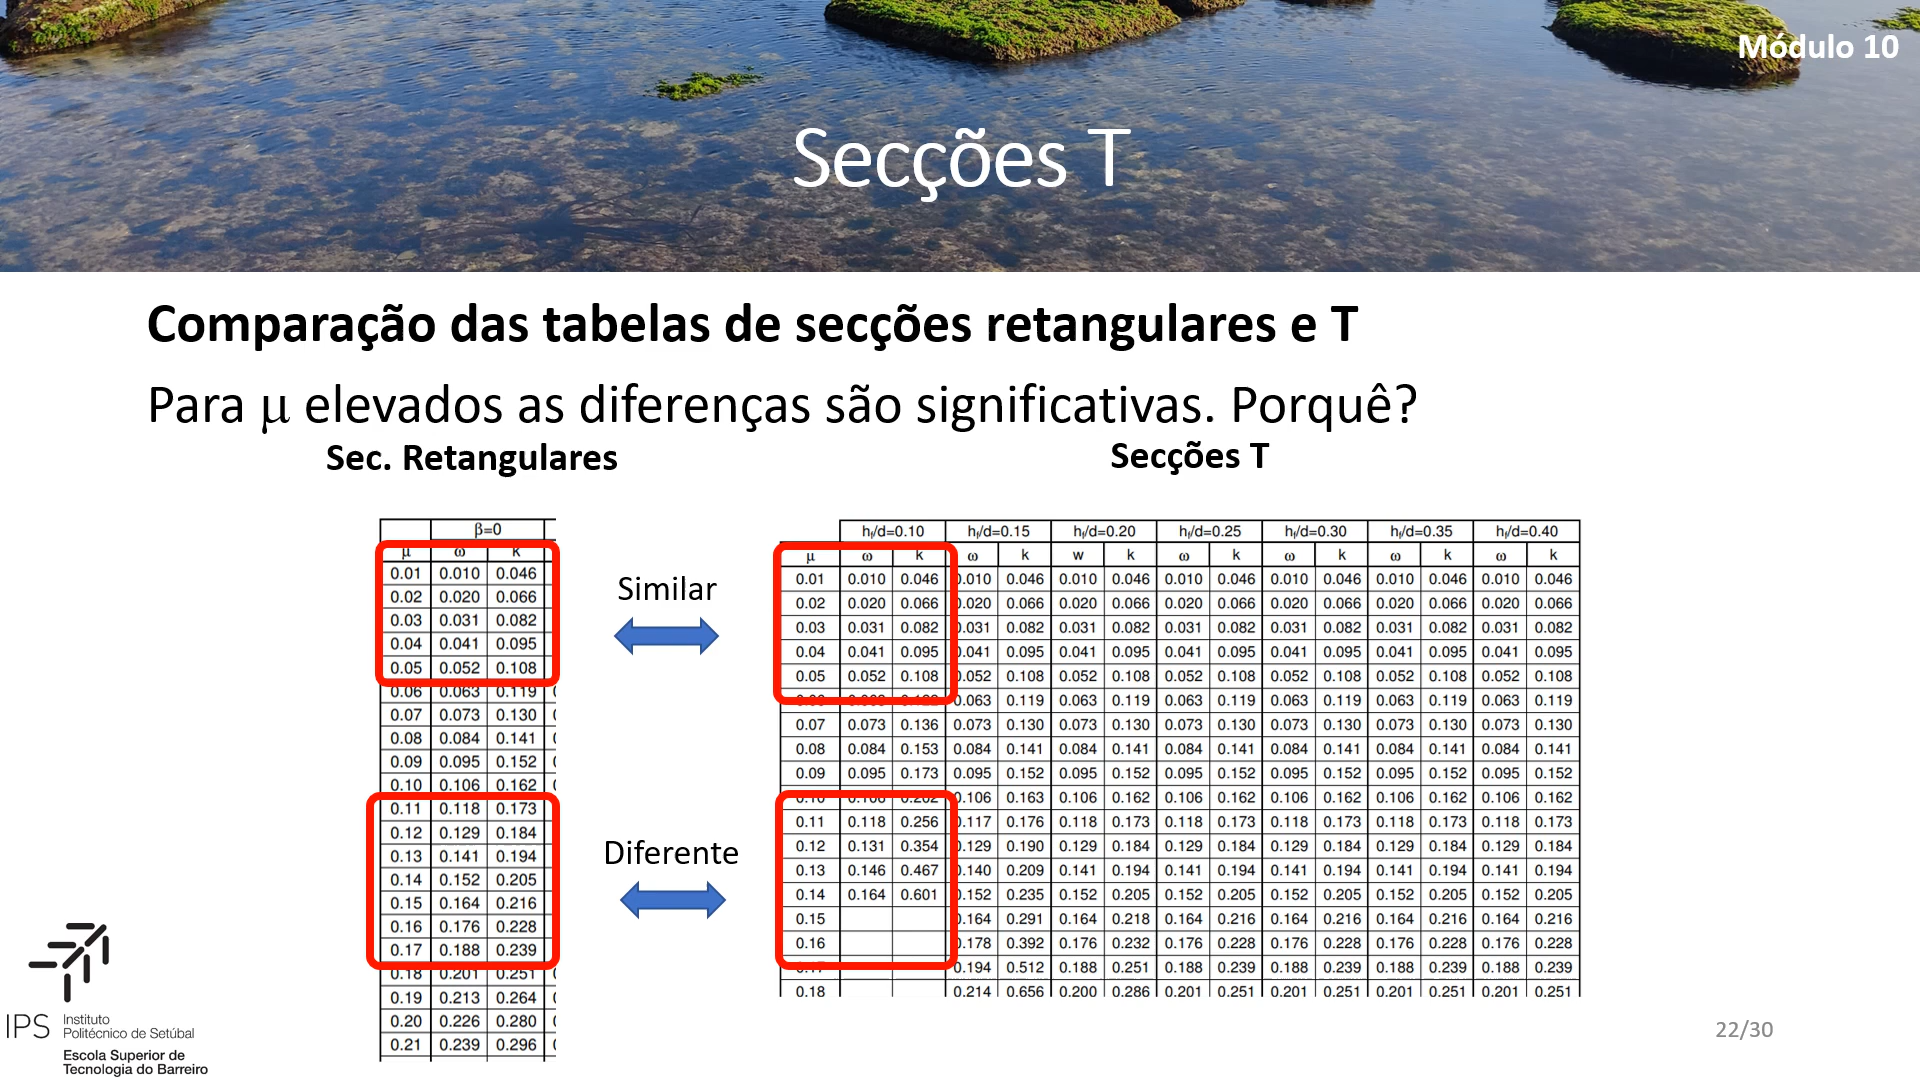 Módulo 10
Secções T
Comparação das tabelas de secções retangulares e T
Para μ elevados as diferenças são significativas. Porquê?
Sec. Retangulares
β=0
μ ω k
0.01 0.010 0.046
0.02 0.020 0.066
0.03 0.031 0.082
0.04 0.041 0.095
0.05 0.052 0.108
0.06 0.063 0.119
0.07 0.073 0.130
0.08 0.084 0.141
0.09 0.095 0.152
0.10 0.106 0.162
0.11 0.118 0.173
0.12 0.129 0.184
0.13 0.141 0.194
0.14 0.152 0.205
0.15 0.164 0.216
0.16 0.176 0.228
0.17 0.188 0.239
0.18 0.201 0.251
0.19 0.213 0.264
0.20 0.226 0.280
0.21 0.239 0.296
Similar
Diferente
Secções T
hf/d=0.10 hf/d=0.15 hf/d=0.20 hf/d=0.25 hf/d=0.30 hf/d=0.35 hf/d=0.40
μ ω k ω k w k ω k ω k ω k ω k
0.01 0.010 0.046 0.010 0.046 0.010 0.046 0.010 0.046 0.010 0.046 0.010 0.046 0.010 0.046
0.02 0.020 0.066 0.020 0.066 0.020 0.066 0.020 0.066 0.020 0.066 0.020 0.066 0.020 0.066
0.03 0.031 0.082 0.031 0.082 0.031 0.082 0.031 0.082 0.031 0.082 0.031 0.082 0.031 0.082
0.04 0.041 0.095 0.041 0.095 0.041 0.095 0.041 0.095 0.041 0.095 0.041 0.095 0.041 0.095
0.05 0.052 0.108 0.052 0.108 0.052 0.108 0.052 0.108 0.052 0.108 0.052 0.108 0.052 0.108
0.063 0.119 0.063 0.119 0.063 0.119 0.063 0.119 0.063 0.119 0.063 0.119
0.07 0.073 0.136 0.073 0.130 0.073 0.130 0.073 0.130 0.073 0.130 0.073 0.130 0.073 0.130
0.08 0.084 0.153 0.084 0.141 0.084 0.141 0.084 0.141 0.084 0.141 0.084 0.141 0.084 0.141
0.09 0.095 0.173 0.095 0.152 0.095 0.152 0.095 0.152 0.095 0.152 0.095 0.152 0.095 0.152
0.10 0.106 0.202 0.106 0.163 0.106 0.162 0.106 0.162 0.106 0.162 0.106 0.162 0.106 0.162
0.11 0.118 0.256 0.117 0.176 0.118 0.173 0.118 0.173 0.118 0.173 0.118 0.173 0.118 0.173
0.12 0.131 0.354 0.129 0.190 0.129 0.184 0.129 0.184 0.129 0.184 0.129 0.184 0.129 0.184
0.13 0.146 0.467 0.140 0.209 0.141 0.194 0.141 0.194 0.141 0.194 0.141 0.194 0.141 0.194
0.14 0.164 0.601 0.152 0.235 0.152 0.205 0.152 0.205 0.152 0.205 0.152 0.205 0.152 0.205
0.15 0.164 0.291 0.164 0.218 0.164 0.216 0.164 0.216 0.164 0.216 0.164 0.216
0.16 0.178 0.392 0.176 0.232 0.176 0.228 0.176 0.228 0.176 0.228 0.176 0.228
0.17 0.194 0.512 0.188 0.251 0.188 0.239 0.188 0.239 0.188 0.239 0.188 0.239
0.18 0.214 0.656 0.200 0.286 0.201 0.251 0.201 0.251 0.201 0.251 0.201 0.251
IPS Instituto
Politécnico de Setúbal
Escola Superior de
Tecnologia do Barreiro
22/30